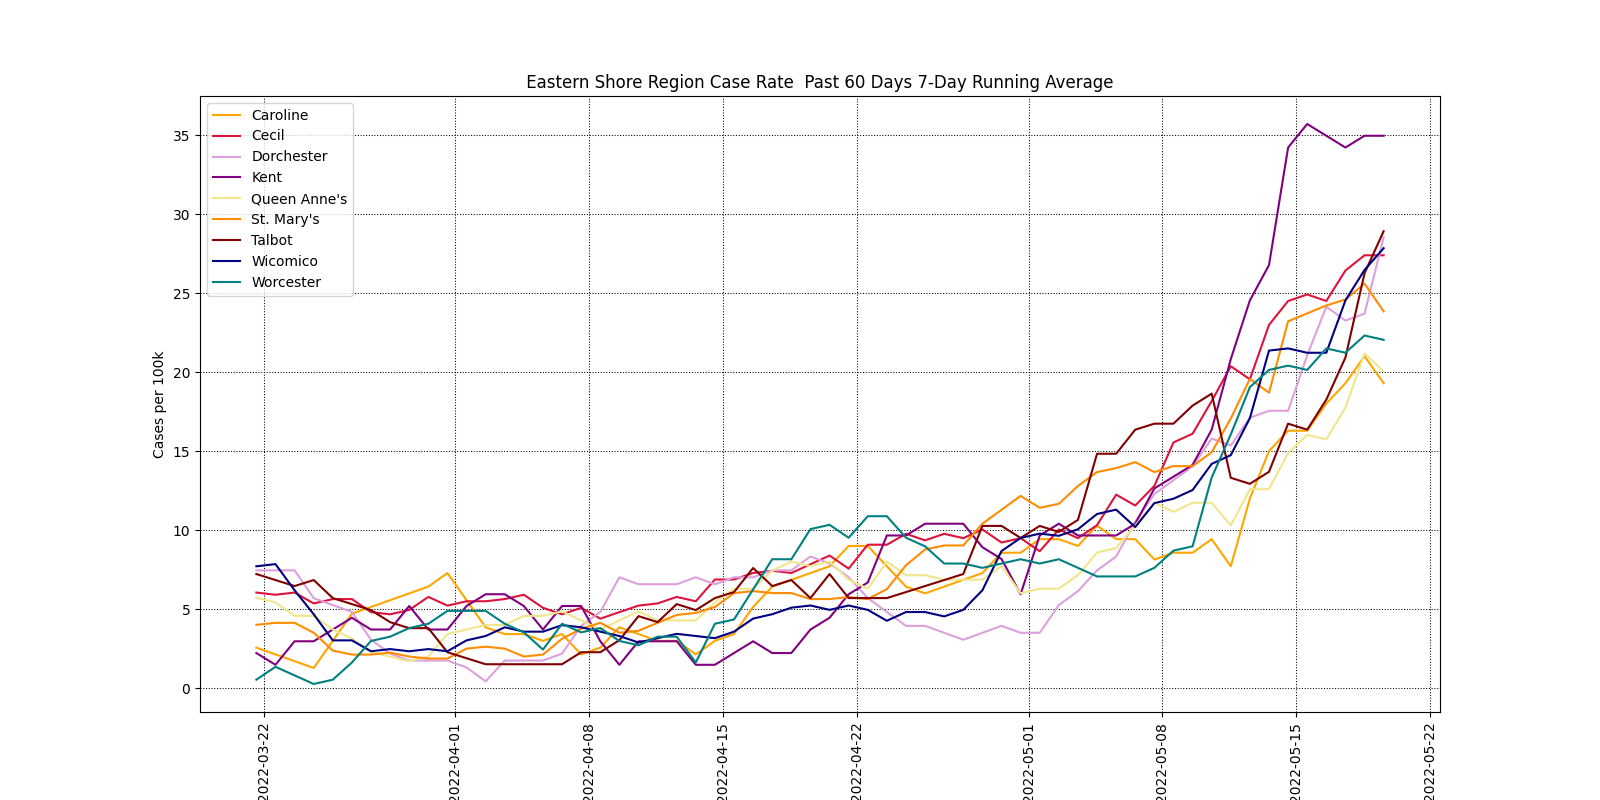 Eastern Shore Region Case Rate  Past 60 Days 7-Day Running Average
Caroline
Cecil
Dorchester
Kent
Queen Anne's
St. Mary's
Talbot
Wicomico
Worcester
Cases per 100k
35
30
25
20
15
10
5
0
2022-03-22
2022-04-01
2022-04-08
2022-04-15
2022-04-22
2022-05-01
2022-05-08
2022-05-15
2022-05-22